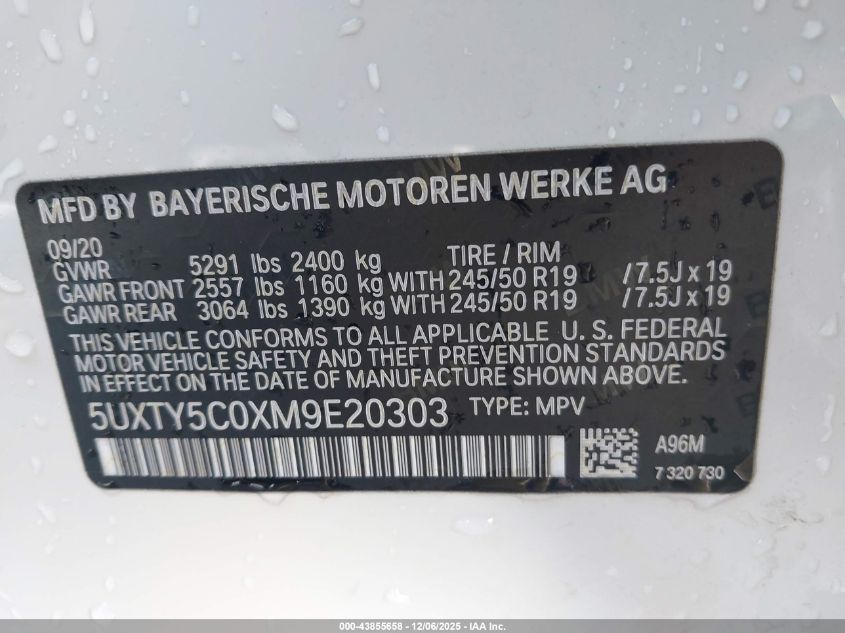 MFD BY BAYERISCHE MOTOREN WERKE AG
09/20
GVWR 5291 lbs 2400 kg TIRE / RIM
GAWR FRONT 2557 lbs 1160 kg WITH 245/50 R19 /7.5J x 19
GAWR REAR 3064 lbs 1390 kg WITH 245/50 R19 /7.5J x 19
THIS VEHICLE CONFORMS TO ALL APPLICABLE U. S. FEDERAL
MOTOR VEHICLE SAFETY AND THEFT PREVENTION STANDARDS
IN EFFECT ON THE DATE OF MANUFACTURE SHOWN ABOVE.
5UXTY5C0XM9E20303 TYPE: MPV
A96M
7 320 730
000-43855658 - 12/06/2025 - IAA Inc.